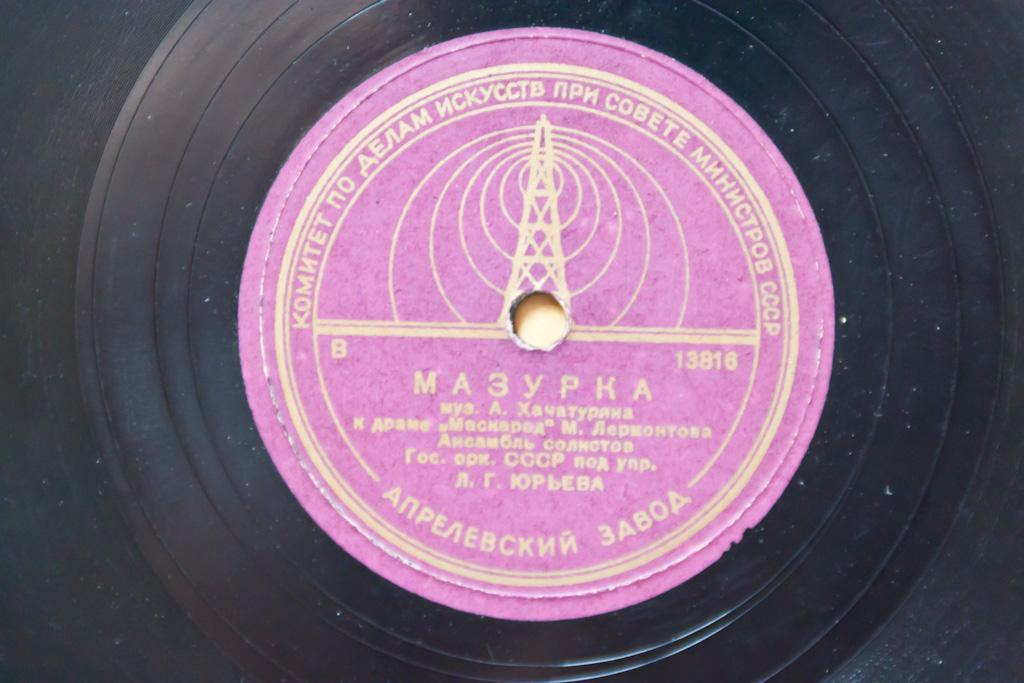 КОМИТЕТ ПО ДЕЛАМ ИСКУССТВ ПРИ СОВЕТЕ МИНИСТРОВ СССР
В 13816
МАЗУРКА
муз. А. Хачатуряна
к драме „Маскарад" М. Лермонтова
Ансамбль солистов
Гос. орк. СССР под упр.
Л. Г. ЮРЬЕВА
АПРЕЛЕВСКИЙ ЗАВОД